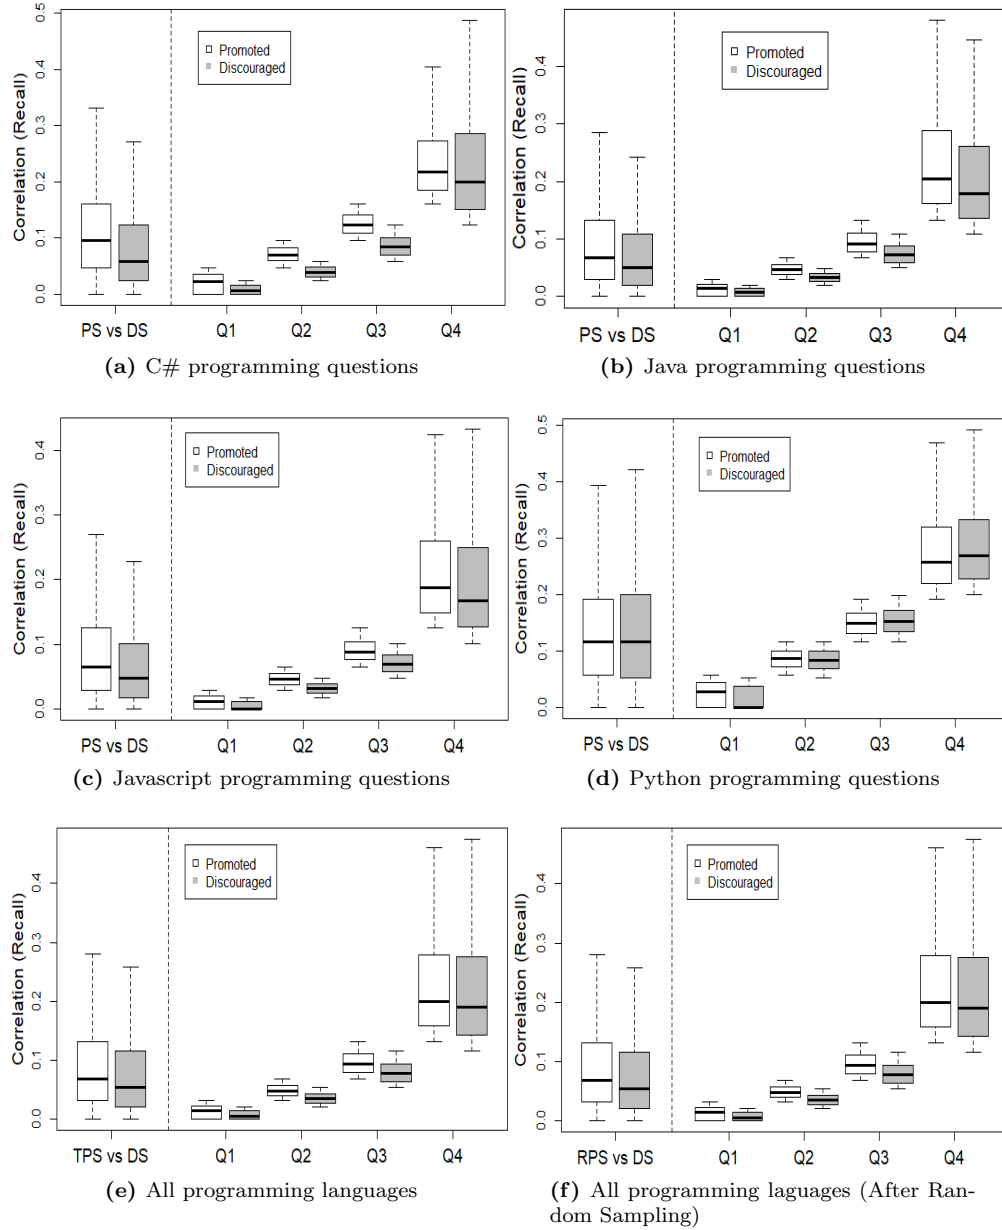 0.5
0.4
0.3
0.2
0.1
0.0
Correlation (Recall)
Promoted
Discouraged
PS vs DS Q1 Q2 Q3 Q4
(a) C# programming questions
0.4
0.3
0.2
0.1
0.0
Correlation (Recall)
Promoted
Discouraged
PS vs DS Q1 Q2 Q3 Q4
(b) Java programming questions
0.4
0.3
0.2
0.1
0.0
Correlation (Recall)
Promoted
Discouraged
PS vs DS Q1 Q2 Q3 Q4
(c) Javascript programming questions
0.5
0.4
0.3
0.2
0.1
0.0
Correlation (Recall)
Promoted
Discouraged
PS vs DS Q1 Q2 Q3 Q4
(d) Python programming questions
0.4
0.3
0.2
0.1
0.0
Correlation (Recall)
Promoted
Discouraged
TPS vs DS Q1 Q2 Q3 Q4
(e) All programming languages
0.4
0.3
0.2
0.1
0.0
Correlation (Recall)
Promoted
Discouraged
RPS vs DS Q1 Q2 Q3 Q4
(f) All programming laguages (After Ran-
dom Sampling)